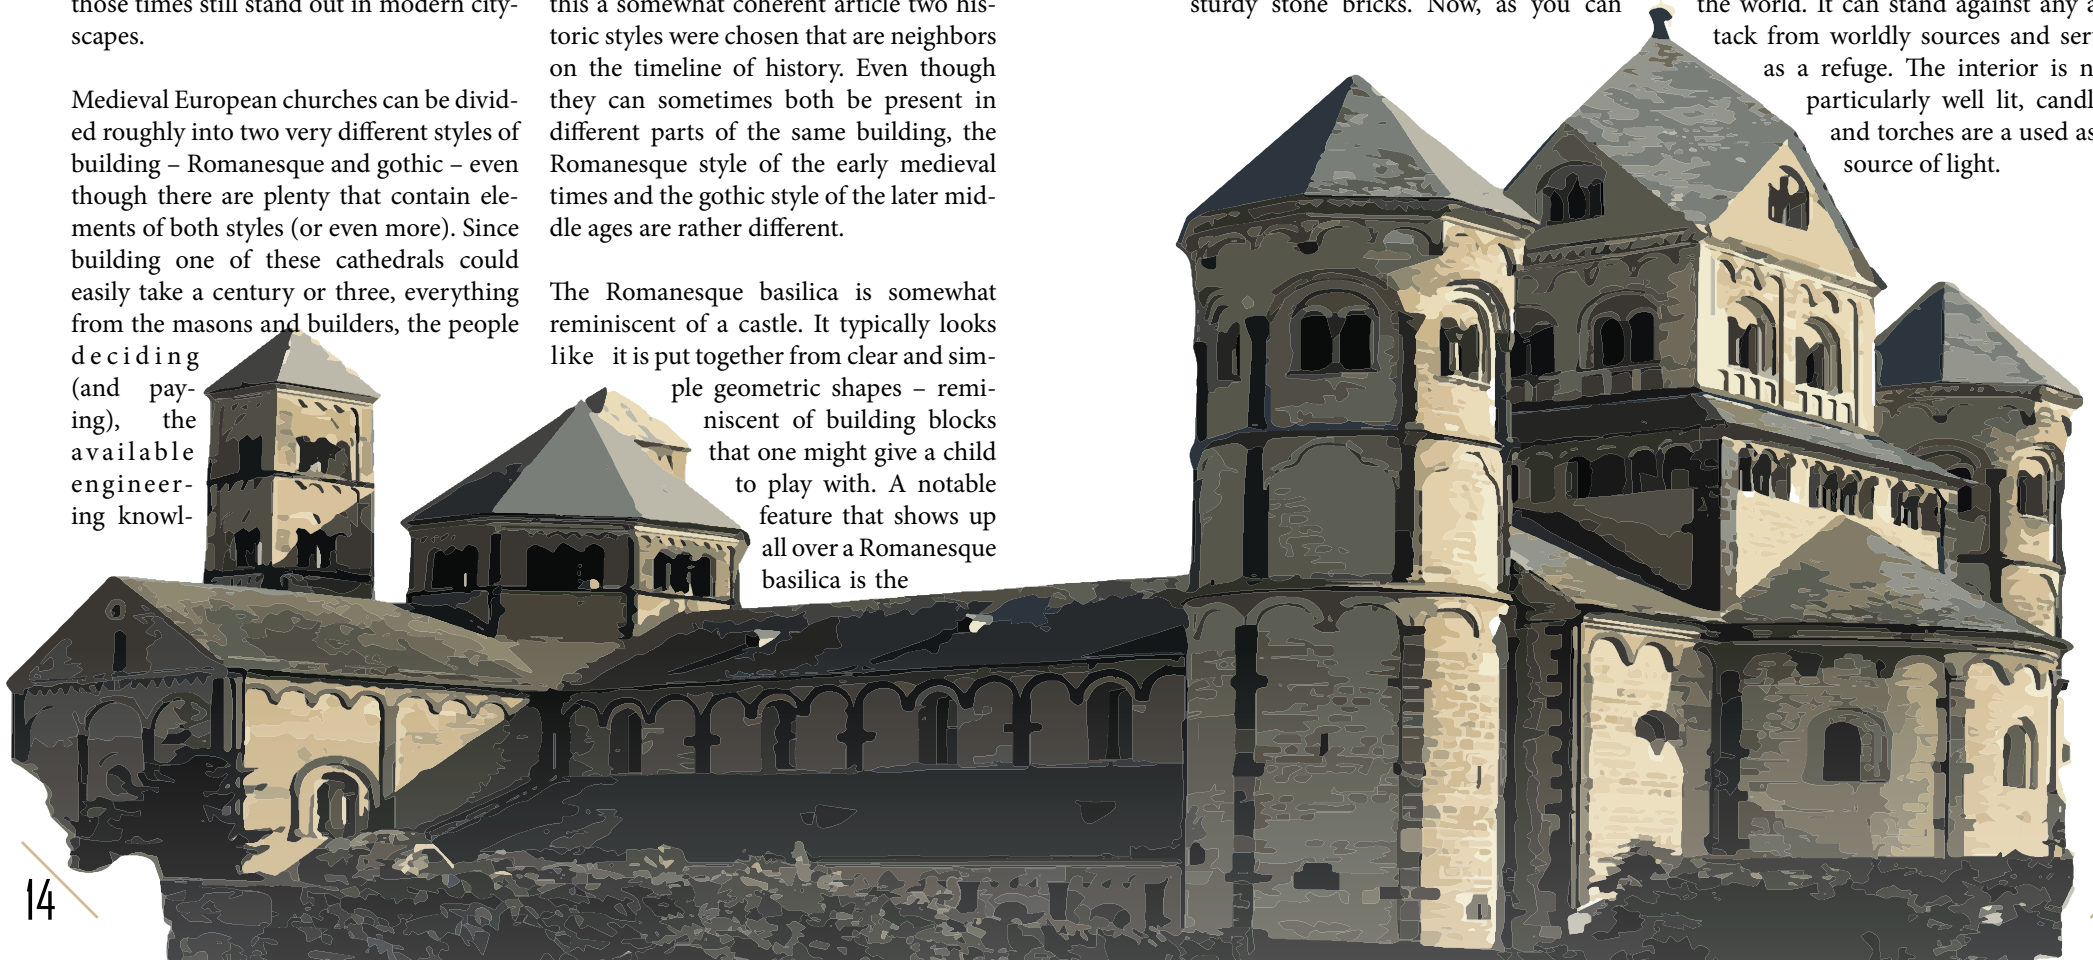 those times still stand out in modern city-
scapes.
Medieval European churches can be divid-
ed roughly into two very different styles of
building – Romanesque and gothic – even
though there are plenty that contain ele-
ments of both styles (or even more). Since
building one of these cathedrals could
easily take a century or three, everything
from the masons and builders, the people
deciding
(and pay-
ing), the
available
engineer-
ing knowl-
this a somewhat coherent article two his-
toric styles were chosen that are neighbors
on the timeline of history. Even though
they can sometimes both be present in
different parts of the same building, the
Romanesque style of the early medieval
times and the gothic style of the later mid-
dle ages are rather different.
The Romanesque basilica is somewhat
reminiscent of a castle. It typically looks
like it is put together from clear and sim-
ple geometric shapes – remi-
niscent of building blocks
that one might give a child
to play with. A notable
feature that shows up
all over a Romanesque
basilica is the
sturdy stone bricks. Now, as you can
the world. It can stand against any a
tack from worldly sources and ser
as a refuge. The interior is n
particularly well lit, candl
and torches are a used as
source of light.
14